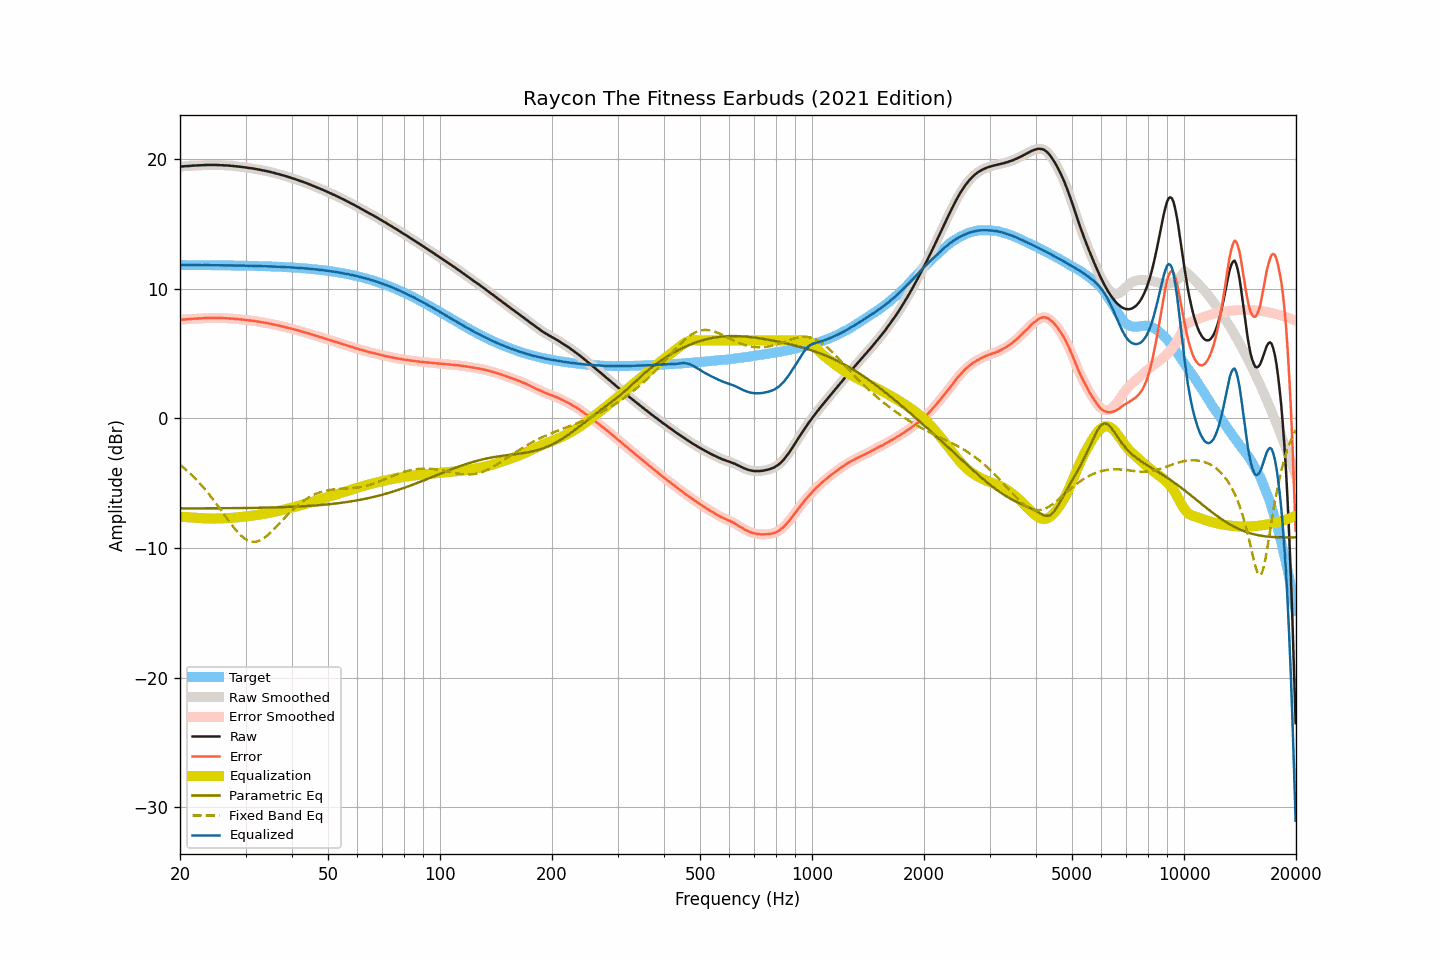 Raycon The Fitness Earbuds (2021 Edition)
Amplitude (dBr)
20
10
0
−10
−20
−30
Target
Raw Smoothed
Error Smoothed
Raw
Error
Equalization
Parametric Eq
Fixed Band Eq
Equalized
20 50 100 200 500 1000 2000 5000 10000 20000
Frequency (Hz)